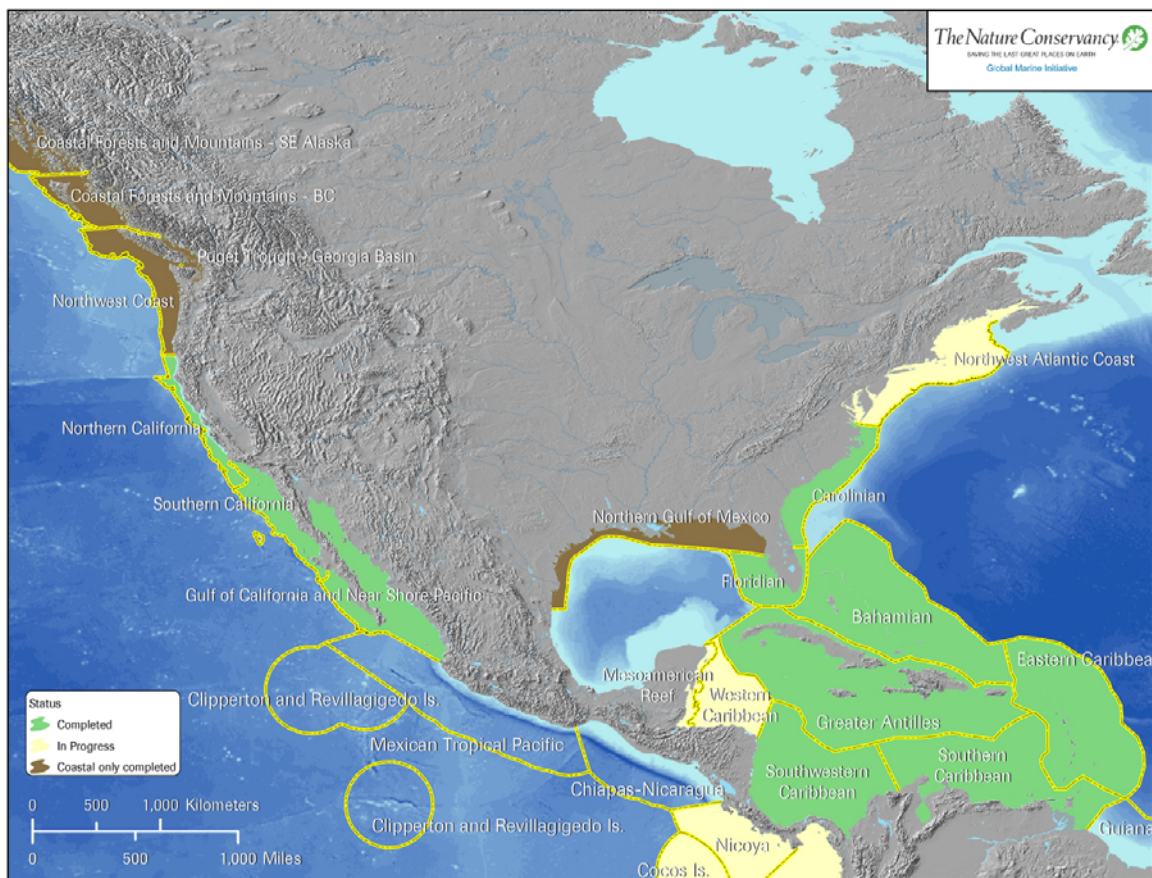 The Nature Conservancy
SAVING THE LAST GREAT PLACES ON EARTH
Global Marine Initiative
Coastal Forests and Mountains - SE Alaska
Coastal Forests and Mountains - BC
Puget Trough - Georgia Basin
Northwest Coast
Northwest Atlantic Coast
Northern California
Southern California
Carolinian
Northern Gulf of Mexico
Gulf of California and Near Shore Pacific
Floridian
Bahamian
Eastern Caribbea
Mesoamerican
Reef
Western
Caribbean
Clipperton and Revillagigedo Is.
Greater Antilles
Mexican Tropical Pacific
Southwestern
Caribbean
Southern
Caribbean
Chiapas-Nicaragua
Clipperton and Revillagigedo Is.
Guiana
Nicoya
Cocos Is.
Status
Completed
In Progress
Coastal only completed
0 500 1,000 Kilometers
0 500 1,000 Miles